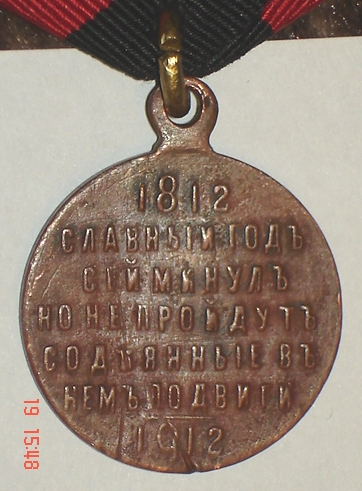 1812
СЛАВНЫЙ ГОДЪ
СЕЙ МИНУЛЪ
НО НЕ ПРОЙДУТЪ
СОДѢЯННЫЕ ВЪ
НЕМЪ ПОДВИГИ
1912
19 15:48